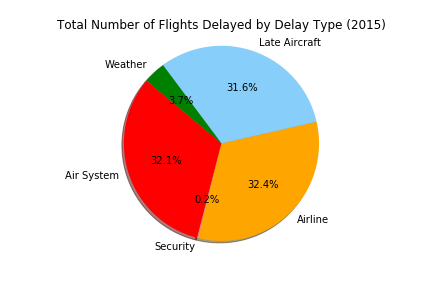 Total Number of Flights Delayed by Delay Type (2015)
Late Aircraft
Weather
31.6%
3.7%
32.1%
Air System
32.4%
0.2%
Airline
Security